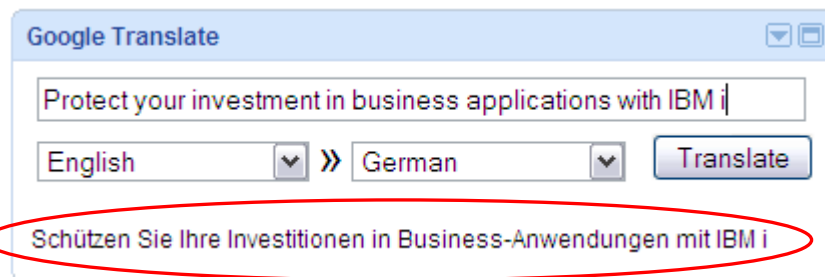 Google Translate
Protect your investment in business applications with IBM i
English » German Translate
Schützen Sie Ihre Investitionen in Business-Anwendungen mit IBM i